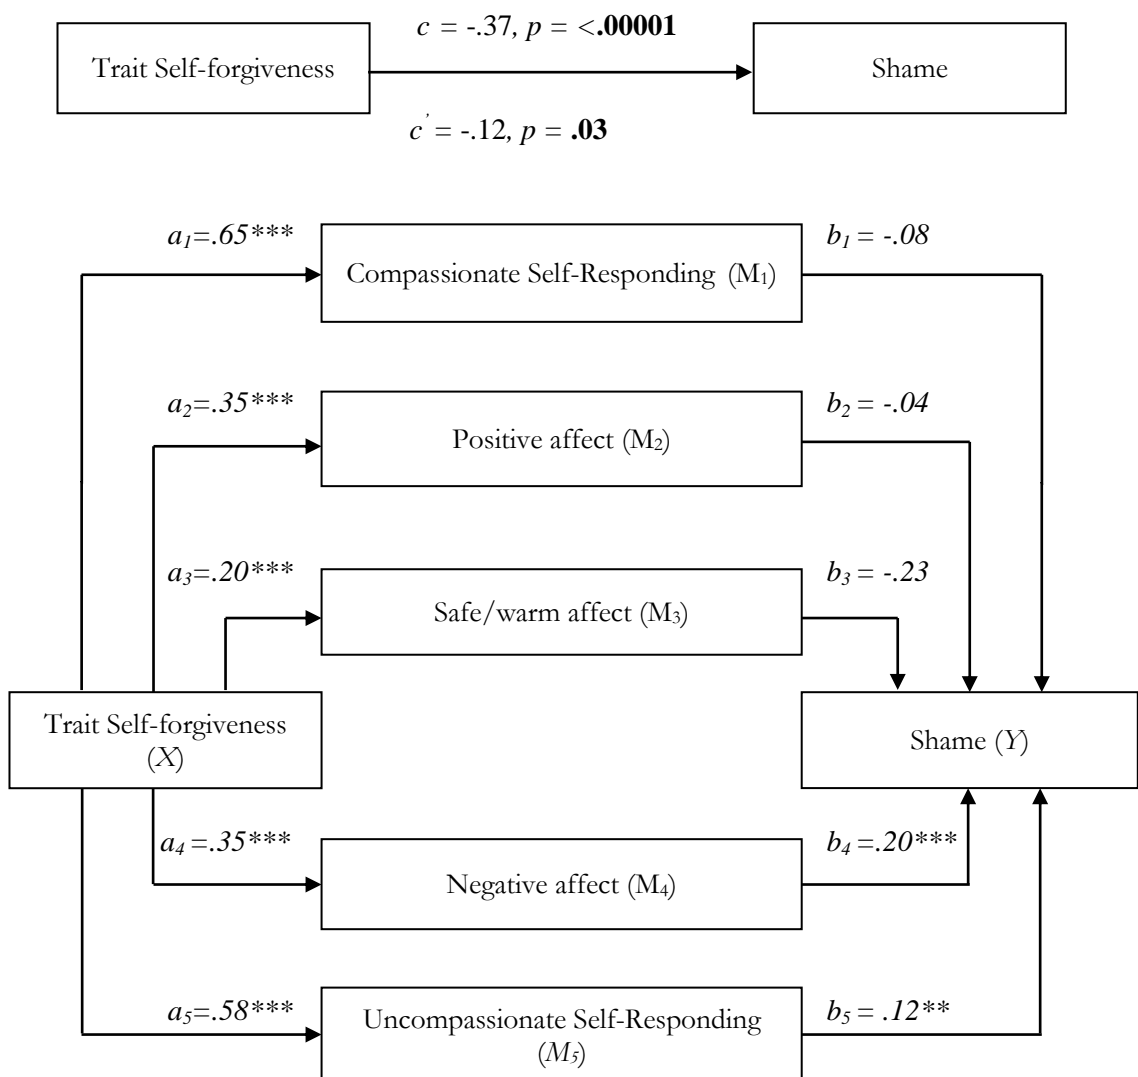 c = -.37, p = <.00001
Trait Self-forgiveness
Shame
c' = -.12, p = .03
a₁=.65***
b₁ = -.08
Compassionate Self-Responding (M₁)
a₂=.35***
b₂ = -.04
Positive affect (M₂)
a₃=.20***
b₃ = -.23
Safe/warm affect (M₃)
Trait Self-forgiveness
(X)
Shame (Y)
a₄ =.35***
b₄ =.20***
Negative affect (M₄)
a₅=.58***
b₅ = .12**
Uncompassionate Self-Responding
(M₅)